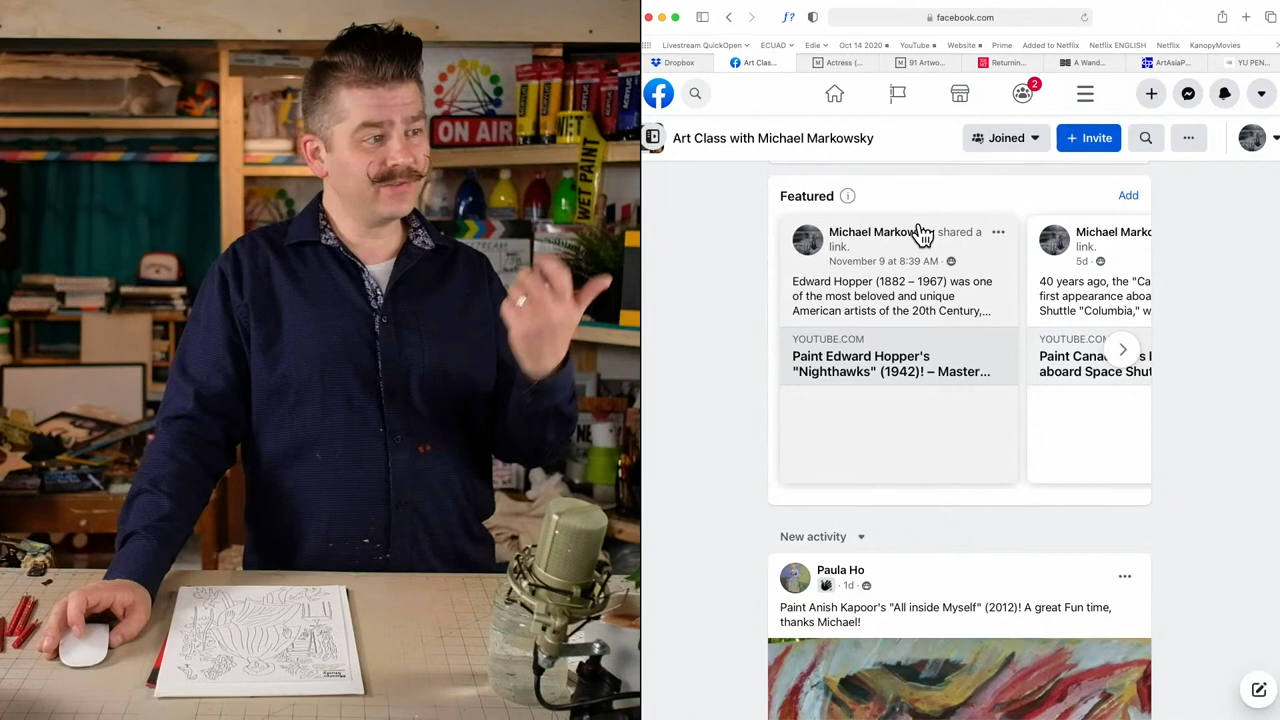 ON AIR
WET PAINT
WET
ACRYLIC
ACRYLIC
f?
facebook.com
Livestream QuickOpen
ECUAD
Edie
Oct 14 2020
YouTube
Website
Prime
Added to Netflix
Netflix ENGLISH
Netflix
KanopyMovies
Dropbox
Art Clas...
Actress (...
91 Artwo...
Returnin...
A Wand...
ArtAsiaP...
YU PEN...
2
Art Class with Michael Markowsky
Joined
+ Invite
Featured
Add
Michael Markow shared a
link.
November 9 at 8:39 AM ·
Edward Hopper (1882 – 1967) was one
of the most beloved and unique
American artists of the 20th Century,...
YOUTUBE.COM
Paint Edward Hopper's
"Nighthawks" (1942)! – Master...
Michael Marko
link.
5d ·
40 years ago, the "Ca
first appearance aboa
Shuttle "Columbia," w
YOUTUBE.COM
Paint Cana
aboard Space Shut
New activity
Paula Ho
· 1d ·
Paint Anish Kapoor's "All inside Myself" (2012)! A great Fun time,
thanks Michael!